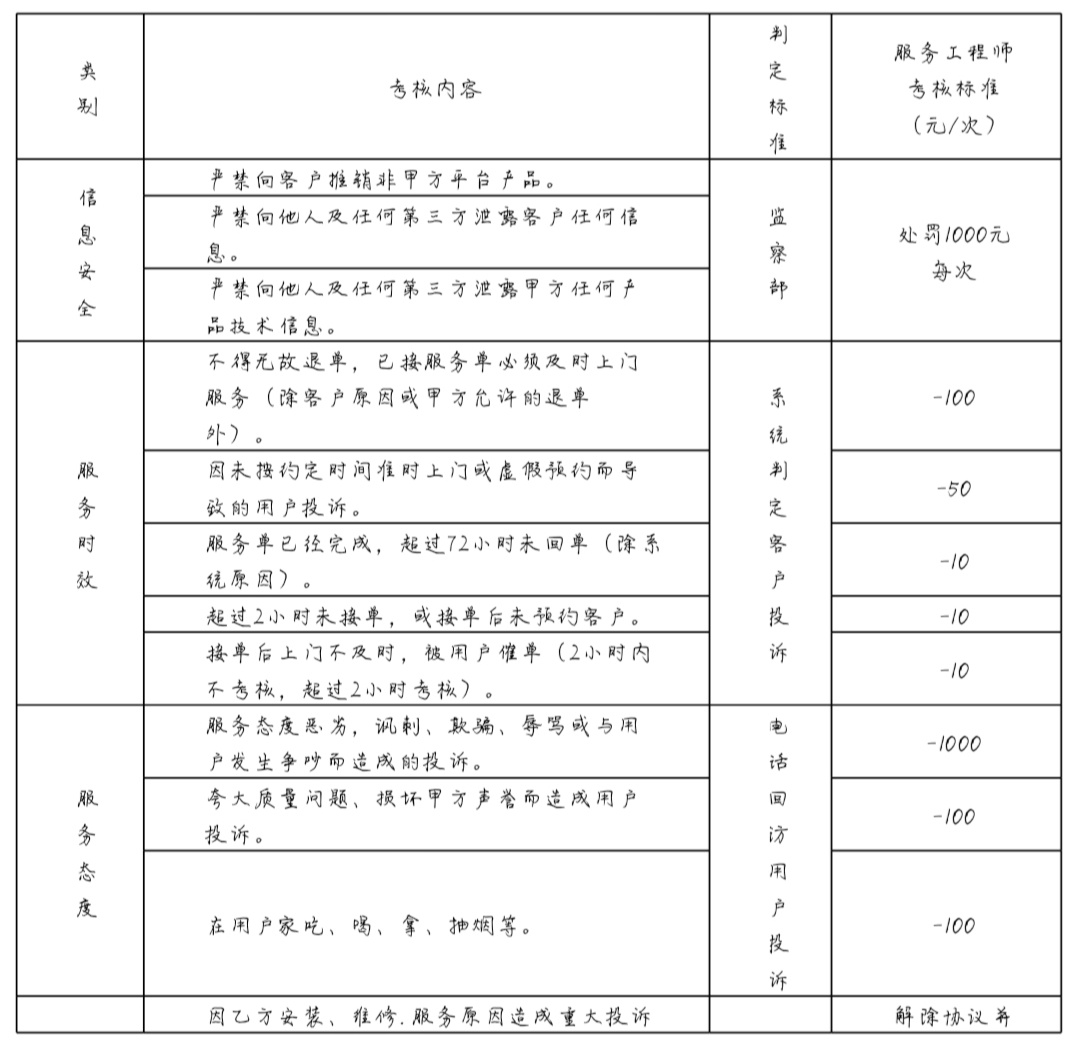 类别
考核内容
判定标准
服务工程师
考核标准
（元/次）
信息安全
严禁向客户推销非甲方平台产品。
严禁向他人及任何第三方泄露客户任何信
息。
严禁向他人及任何第三方泄露甲方任何产
品技术信息。
监察部
处罚1000元
每次
服务时效
不得无故退单，已接服务单必须及时上门
服务（除客户原因或甲方允许的退单
外）。
系统判定客户投诉
-100
因未按约定时间准时上门或虚假预约而导
致的用户投诉。
-50
服务单已经完成，超过72小时未回单（除系
统原因）。
-10
超过2小时未接单，或接单后未预约客户。
-10
接单后上门不及时，被用户催单（2小时内
不考核，超过2小时考核）。
-10
服务态度
服务态度恶劣，讽刺、欺骗、辱骂或与用
户发生争吵而造成的投诉。
电话回访用户投诉
-1000
夸大质量问题、损坏甲方声誉而造成用户
投诉。
-100
在用户家吃、喝、拿、抽烟等。
-100
因乙方安装、维修.服务原因造成重大投诉
解除协议并